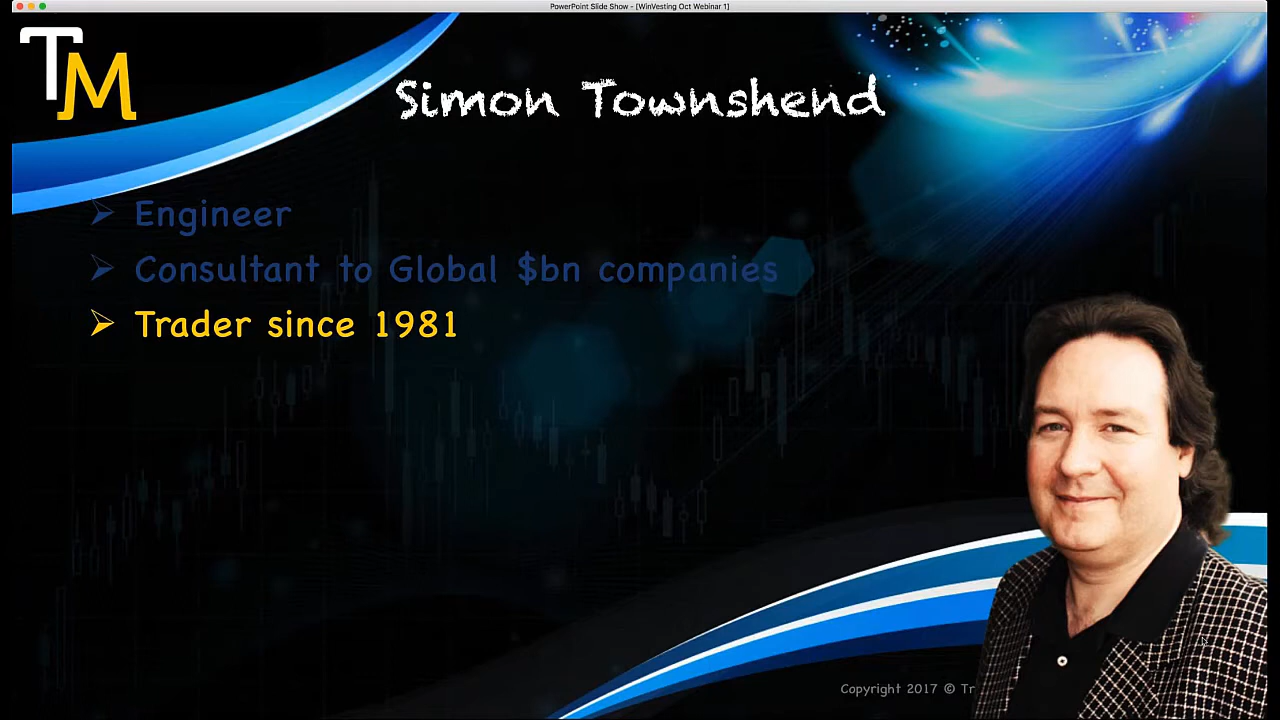 PowerPoint Slide Show - [WinVesting Oct Webinar 1]
TM
Simon Townshend
Engineer
Consultant to Global $bn companies
Trader since 1981
Copyright 2017 © Tr